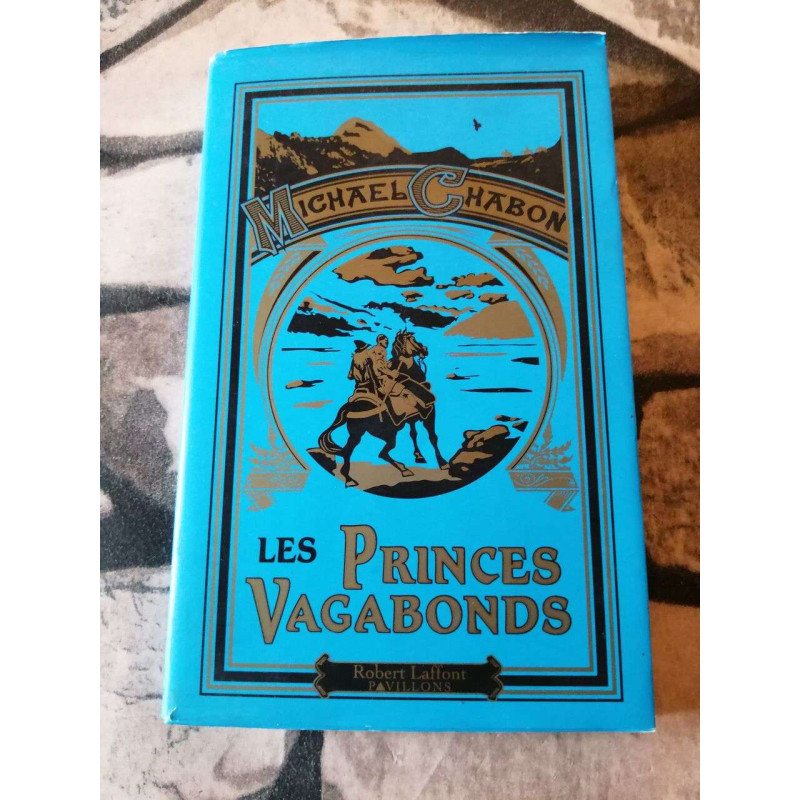 MICHAEL CHABON
LES PRINCES
VAGABONDS
Robert Laffont
PAVILLONS